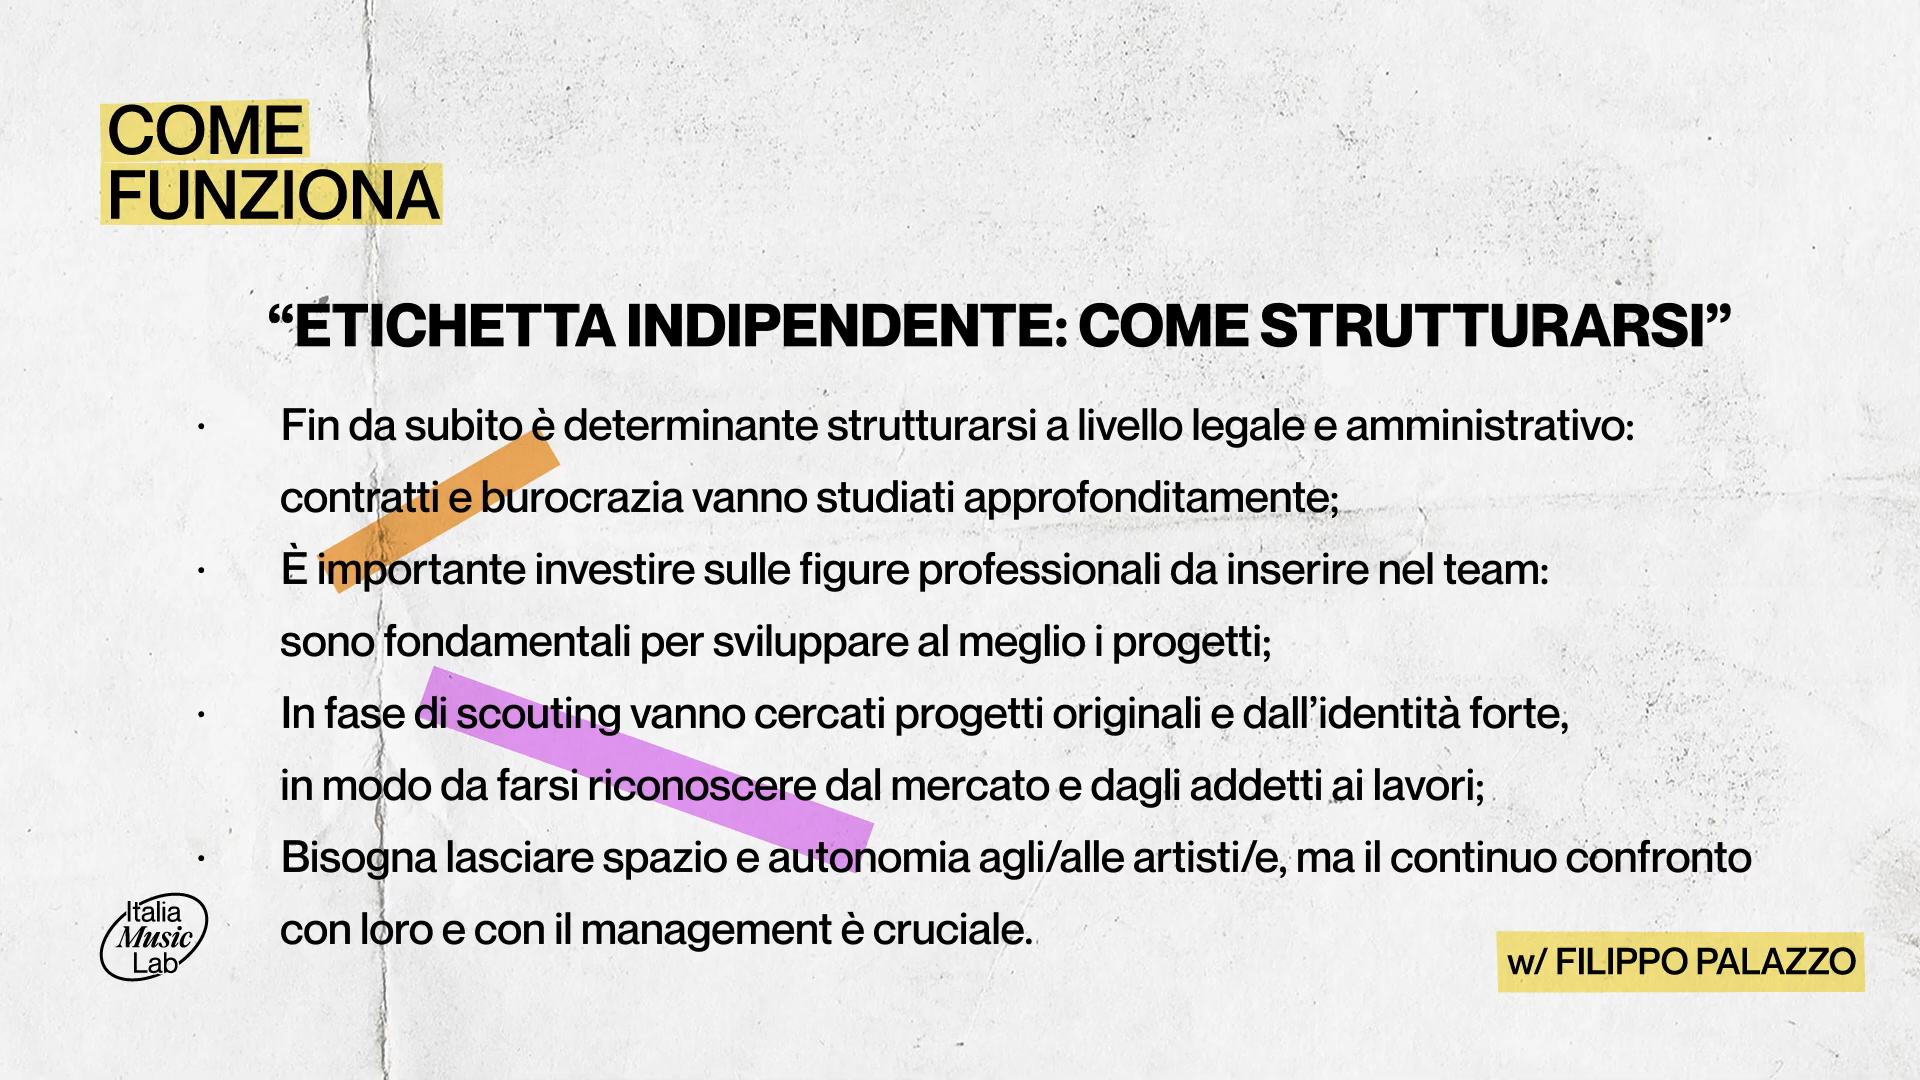 COME
FUNZIONA
“ETICHETTA INDIPENDENTE: COME STRUTTURARSI”
· Fin da subito è determinante strutturarsi a livello legale e amministrativo:
contratti e burocrazia vanno studiati approfonditamente;
· È importante investire sulle figure professionali da inserire nel team:
sono fondamentali per sviluppare al meglio i progetti;
· In fase di scouting vanno cercati progetti originali e dall’identità forte,
in modo da farsi riconoscere dal mercato e dagli addetti ai lavori;
· Bisogna lasciare spazio e autonomia agli/alle artisti/e, ma il continuo confronto
con loro e con il management è cruciale.
Italia
Music
Lab
w/ FILIPPO PALAZZO